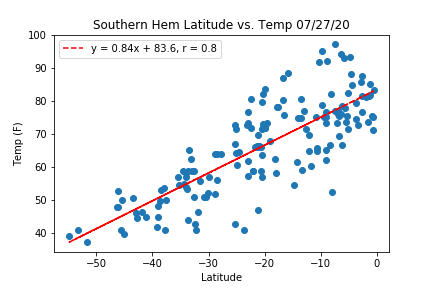 Southern Hem Latitude vs. Temp 07/27/20
y = 0.84x + 83.6, r = 0.8
100
90
80
70
60
50
40
Temp (F)
−50 −40 −30 −20 −10 0
Latitude